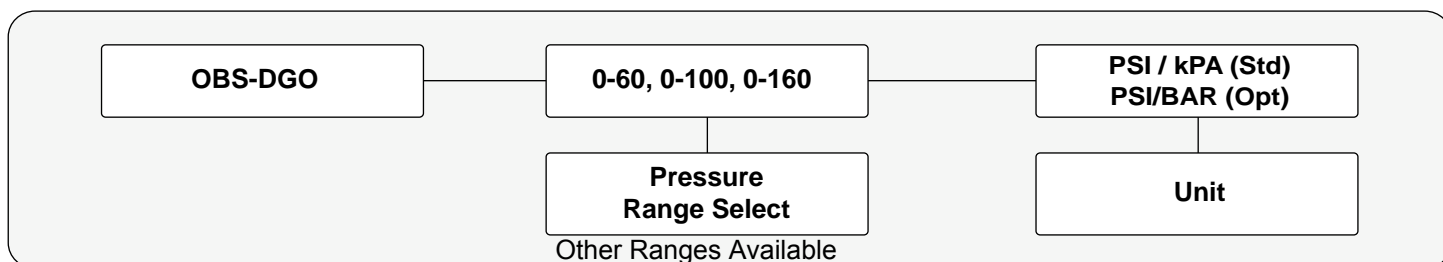 OBS-DGO
0-60, 0-100, 0-160
PSI / kPA (Std)
PSI/BAR (Opt)
Pressure
Range Select
Unit
Other Ranges Available